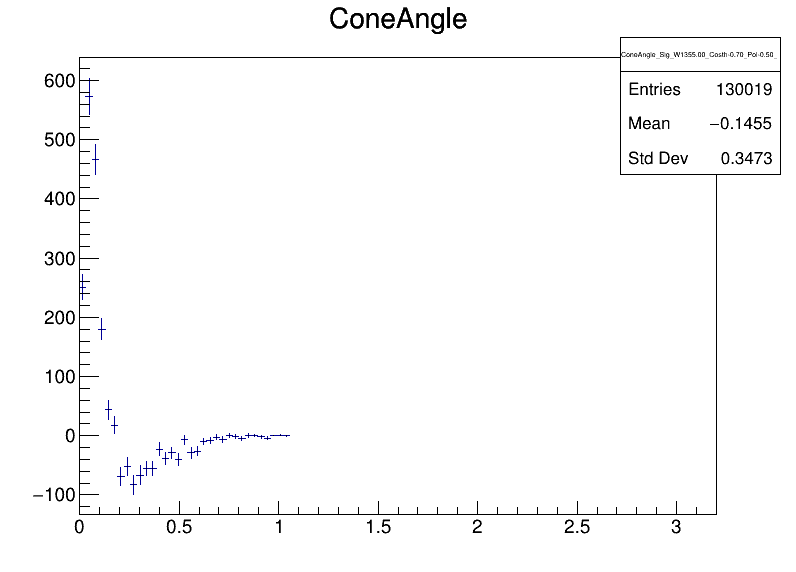 ConeAngle
ConeAngle_Sig_W1355.00_Costh-0.70_Pol-0.50_
Entries 130019
Mean −0.1455
Std Dev 0.3473
600
500
400
300
200
100
0
−100
0 0.5 1 1.5 2 2.5 3